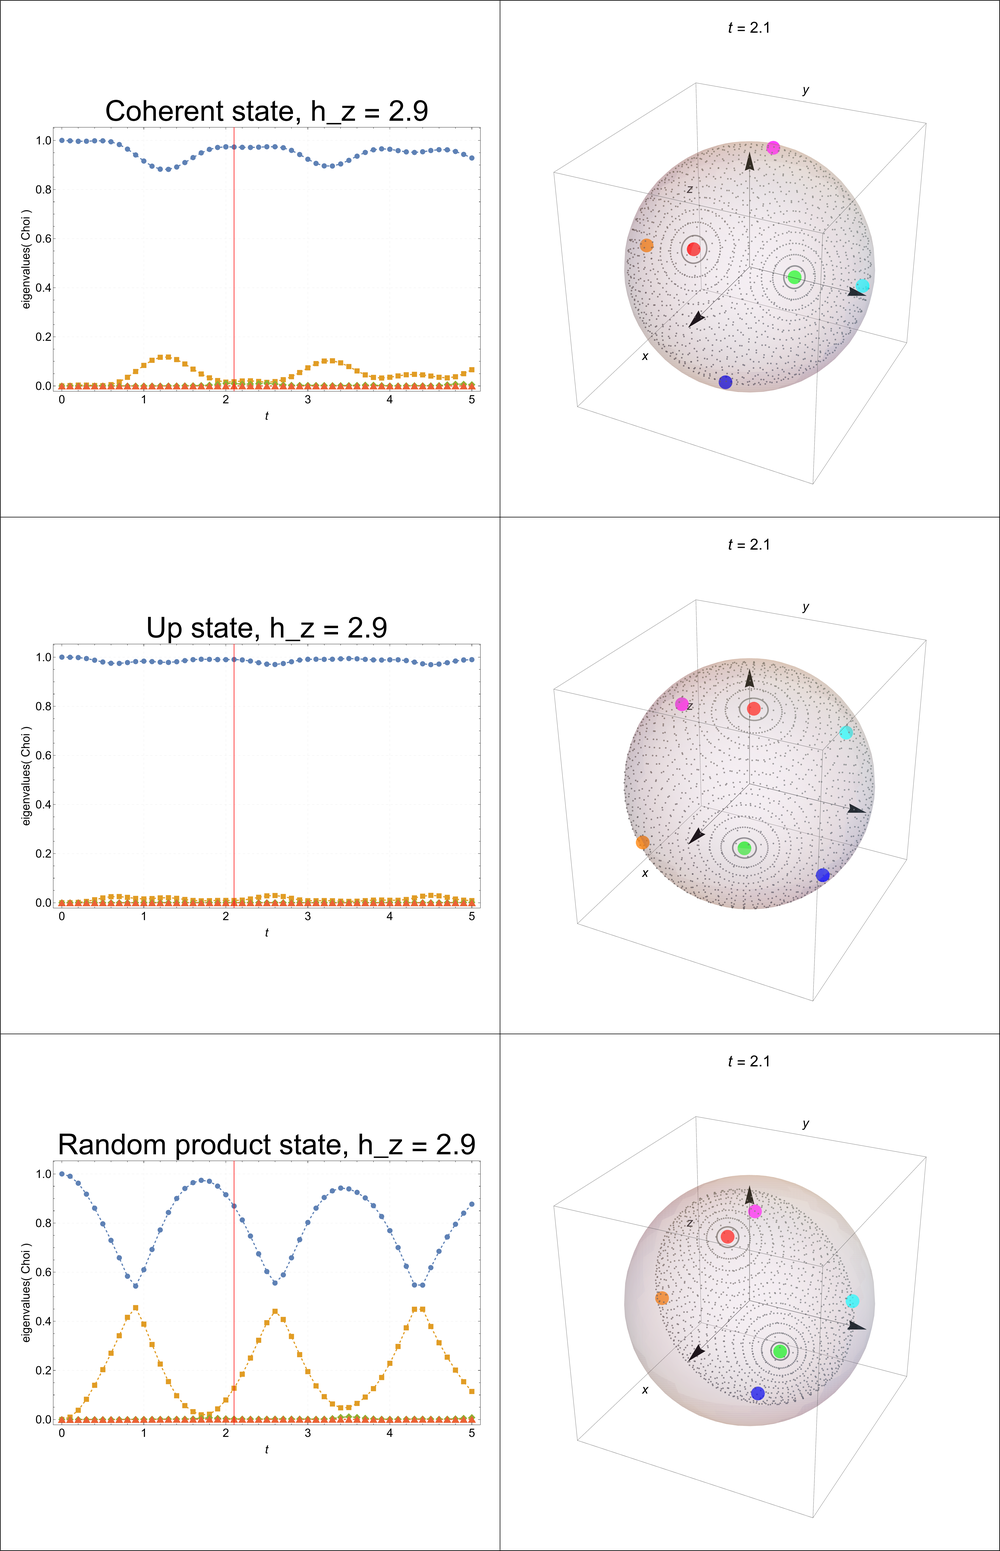 Coherent state, h_z = 2.9
1.0
0.8
0.6
0.4
0.2
0.0
eigenvalues( Choi )
0 1 2 3 4 5
t
t = 2.1
y
z
x
Up state, h_z = 2.9
1.0
0.8
0.6
0.4
0.2
0.0
eigenvalues( Choi )
0 1 2 3 4 5
t
t = 2.1
y
z
x
Random product state, h_z = 2.9
1.0
0.8
0.6
0.4
0.2
0.0
eigenvalues( Choi )
0 1 2 3 4 5
t
t = 2.1
y
z
x